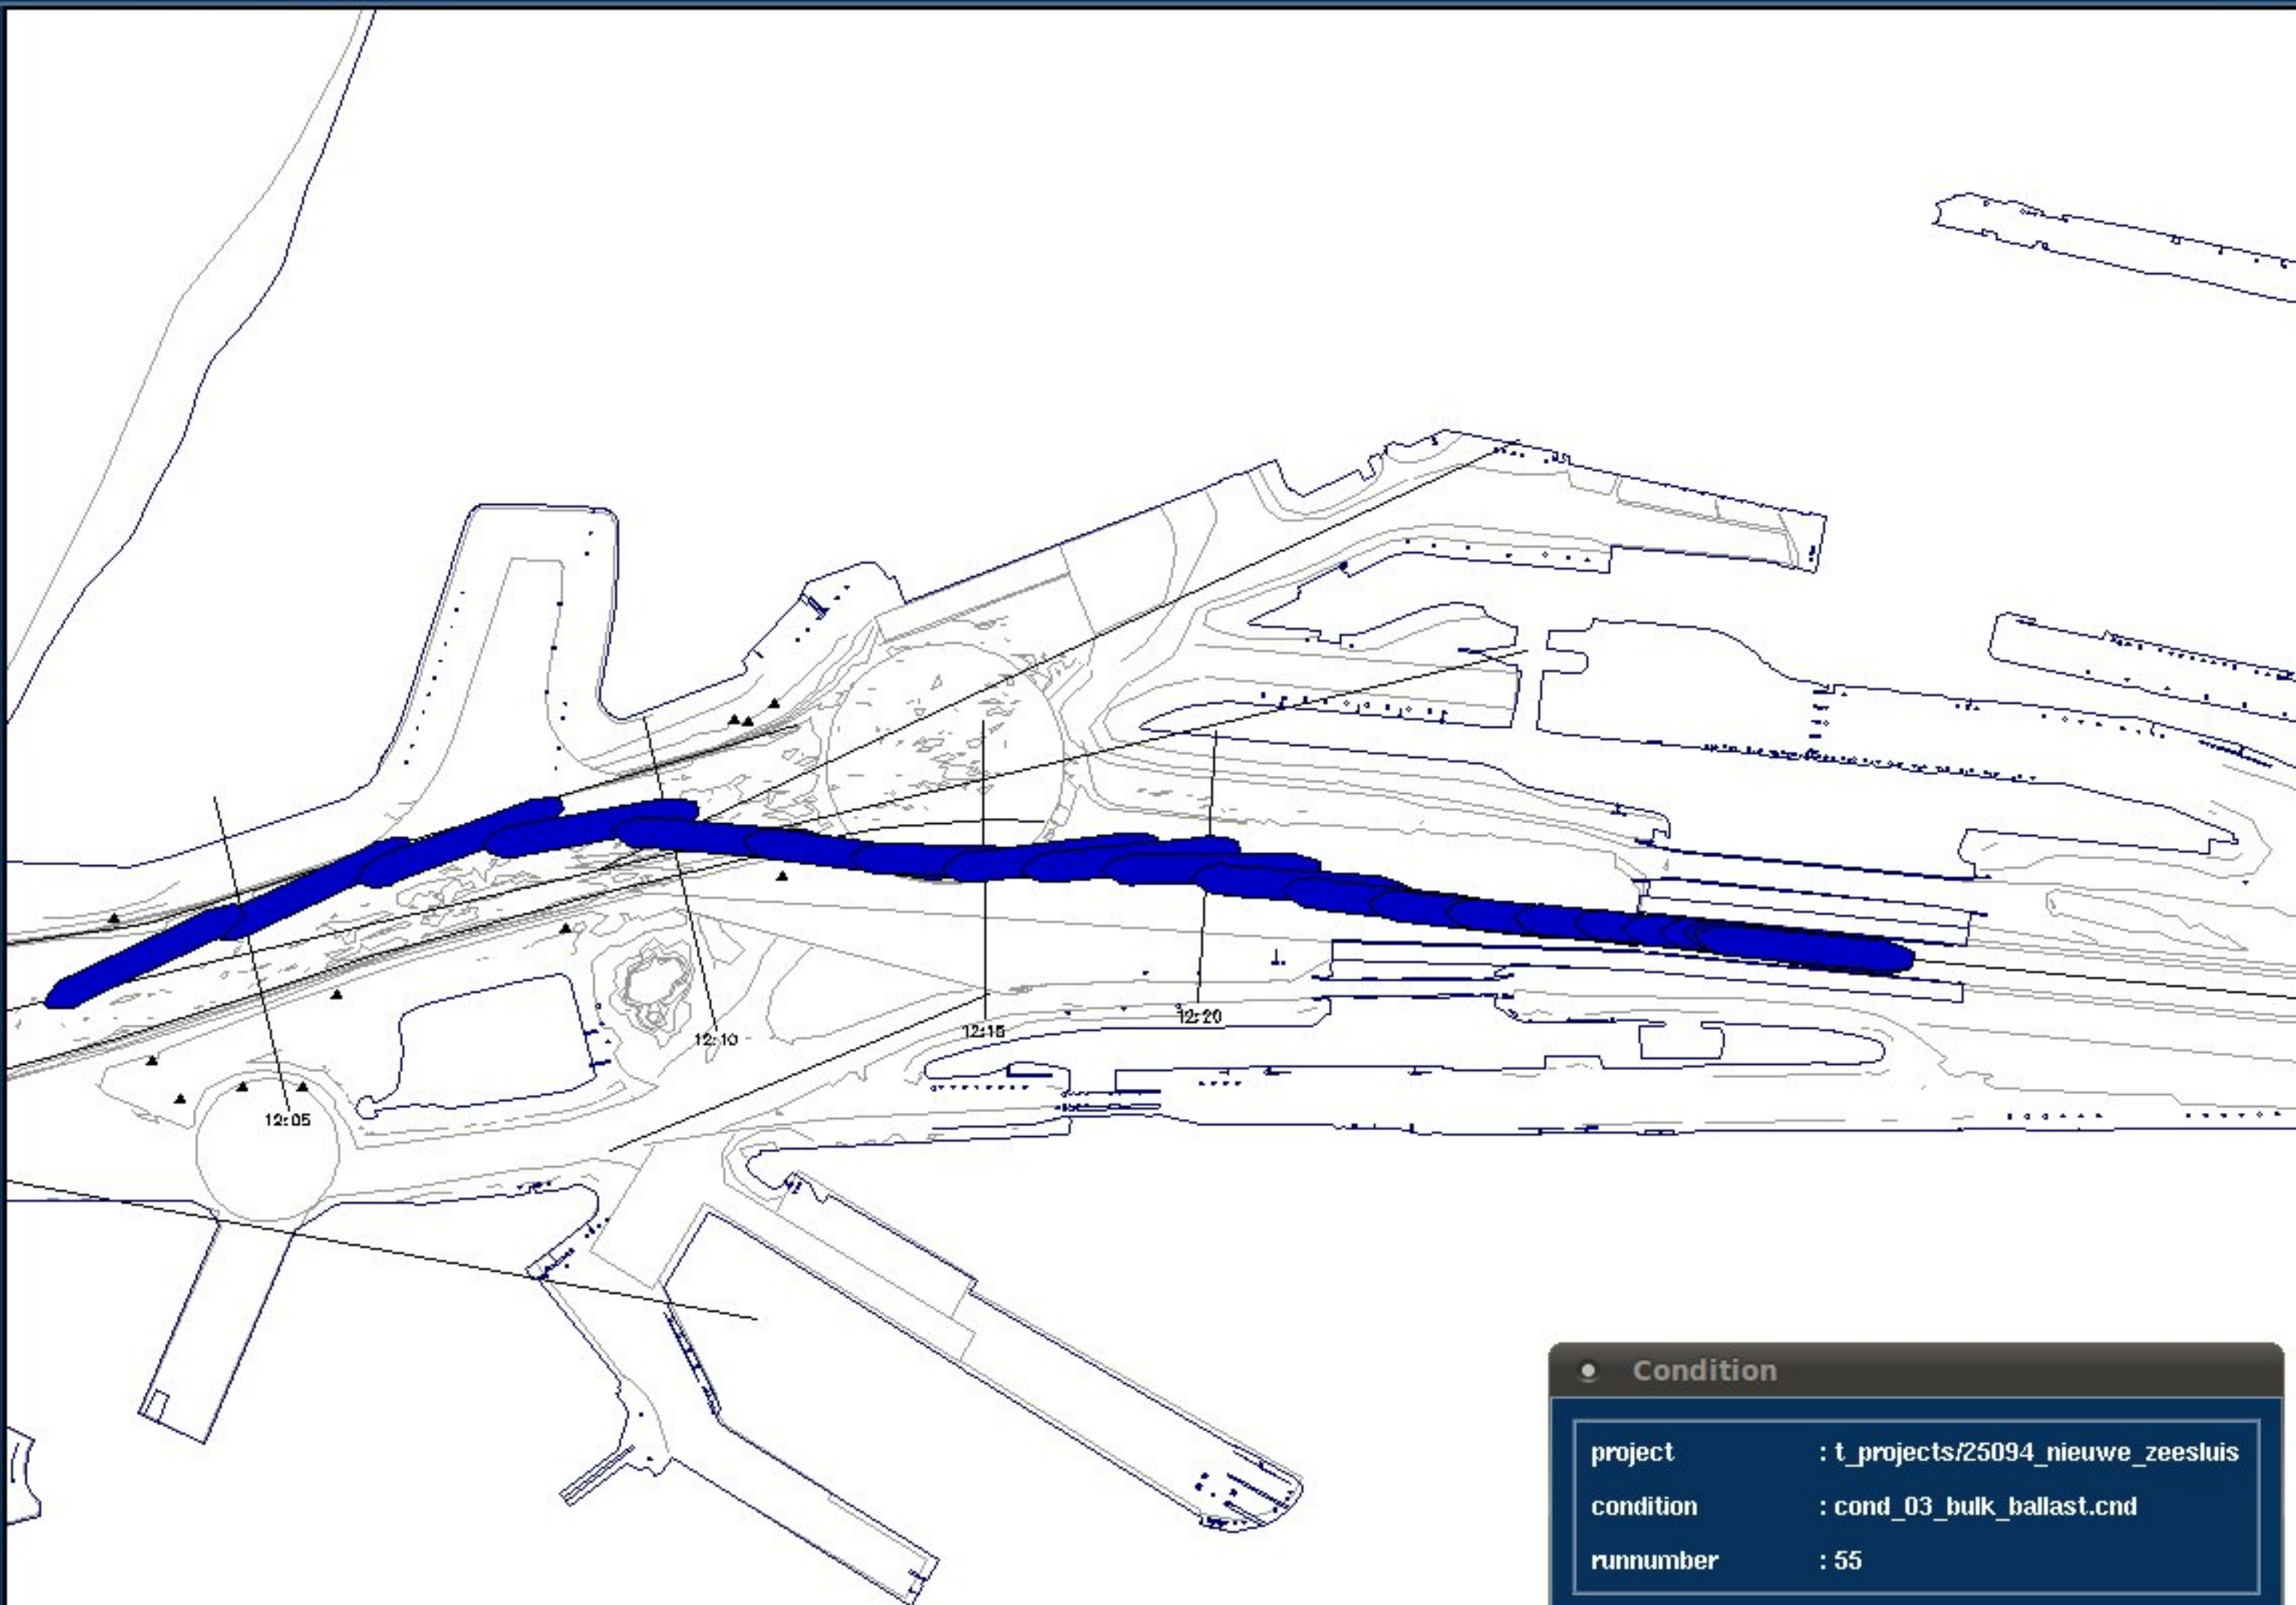 12:10
12:15
12:20
12:05
Condition
project : t_projects/25094_nieuwe_zeesluis
condition : cond_03_bulk_ballast.cnd
runnumber : 55